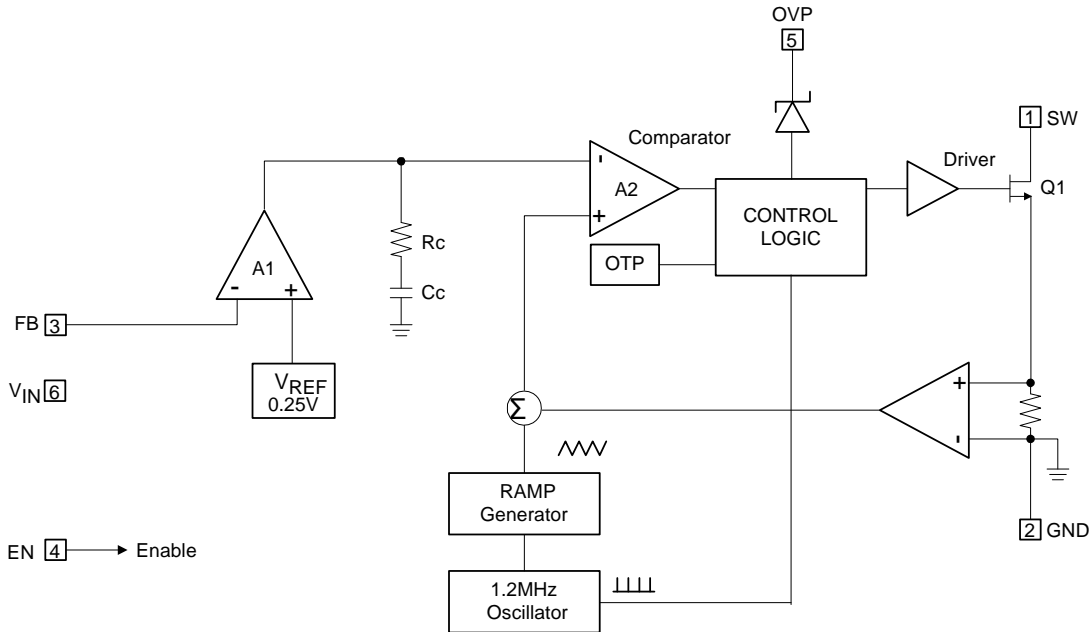 OVP
5
1 SW
Comparator
Driver
-
A2
+
Q1
CONTROL
LOGIC
Rc
A1
OTP
- +
Cc
FB 3
VREF
0.25V
VIN 6
+
Σ
-
RAMP
Generator
2 GND
EN 4 Enable
1.2MHz
Oscillator